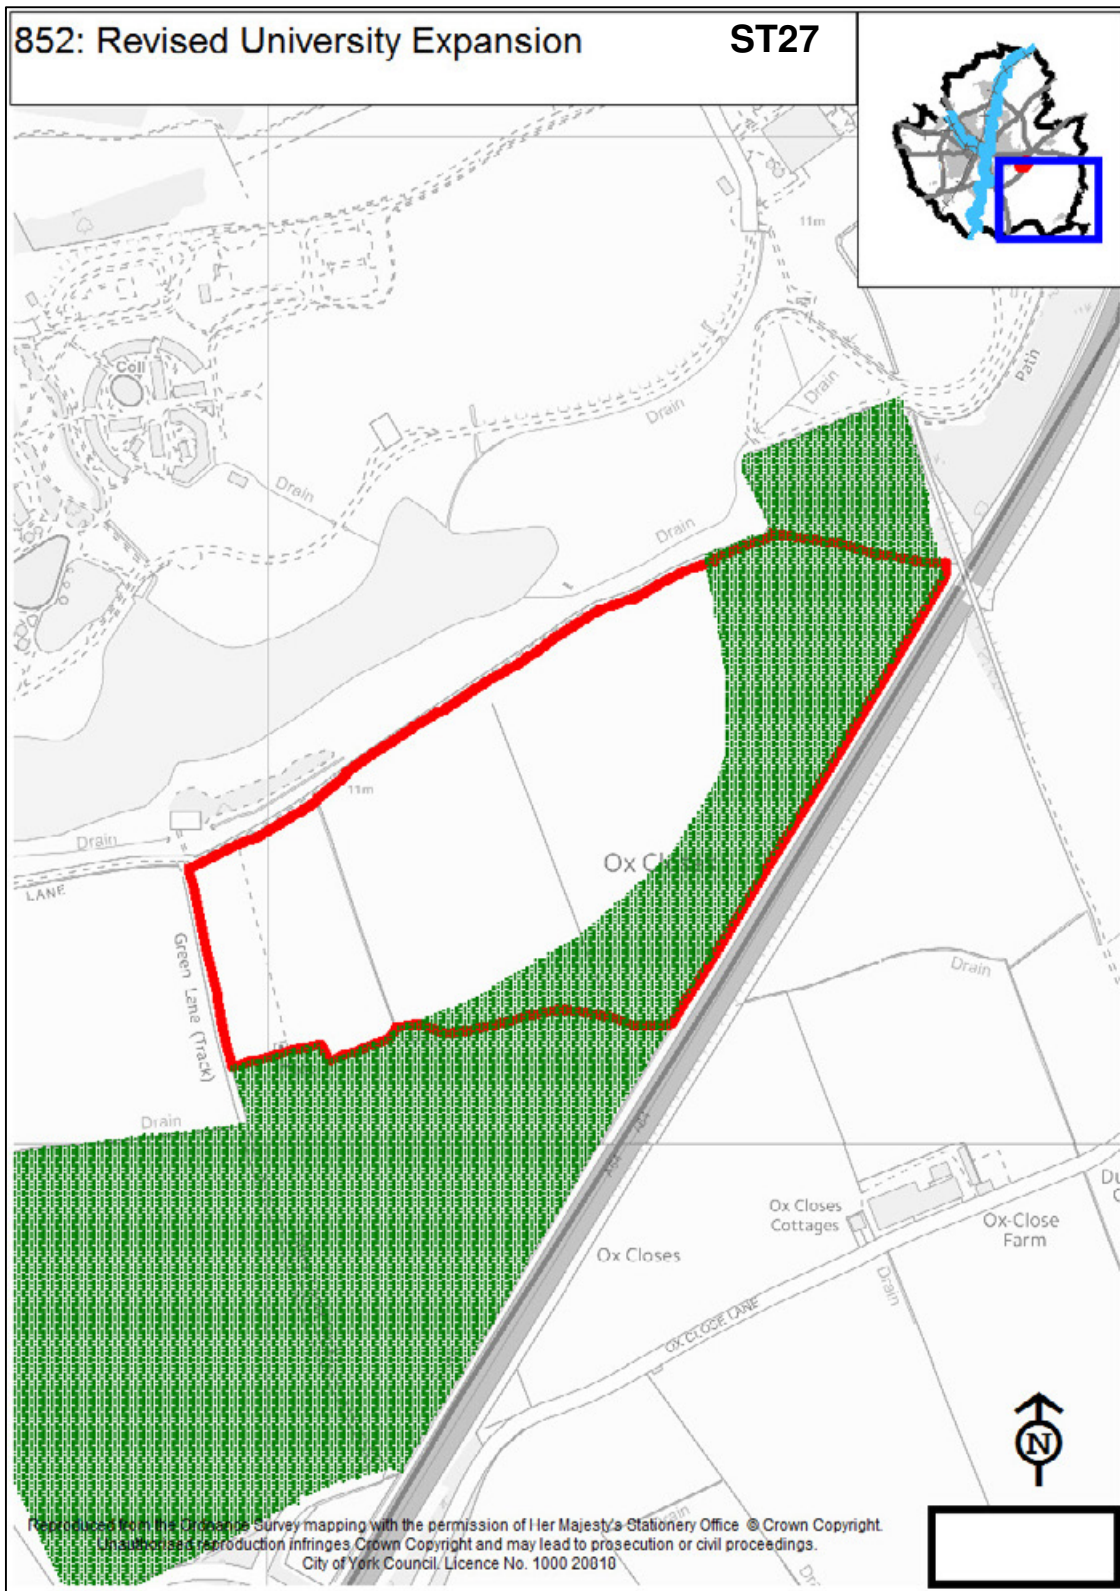 852: Revised University Expansion
ST27
11m
Path
Coll
Drain
Drain
Drain
Drain
11m
Drain
LANE
Ox
Green Lane (Track)
Drain
Drain
A64
A64
Ox Closes
Cottages
Ox-Close
Farm
Ox Closes
Drain
OX CLOSE LANE
N
Drain
Reproduced from the Ordnance Survey mapping with the permission of Her Majesty's Stationery Office © Crown Copyright.
Unauthorised reproduction infringes Crown Copyright and may lead to prosecution or civil proceedings.
City of York Council. Licence No. 1000 20818